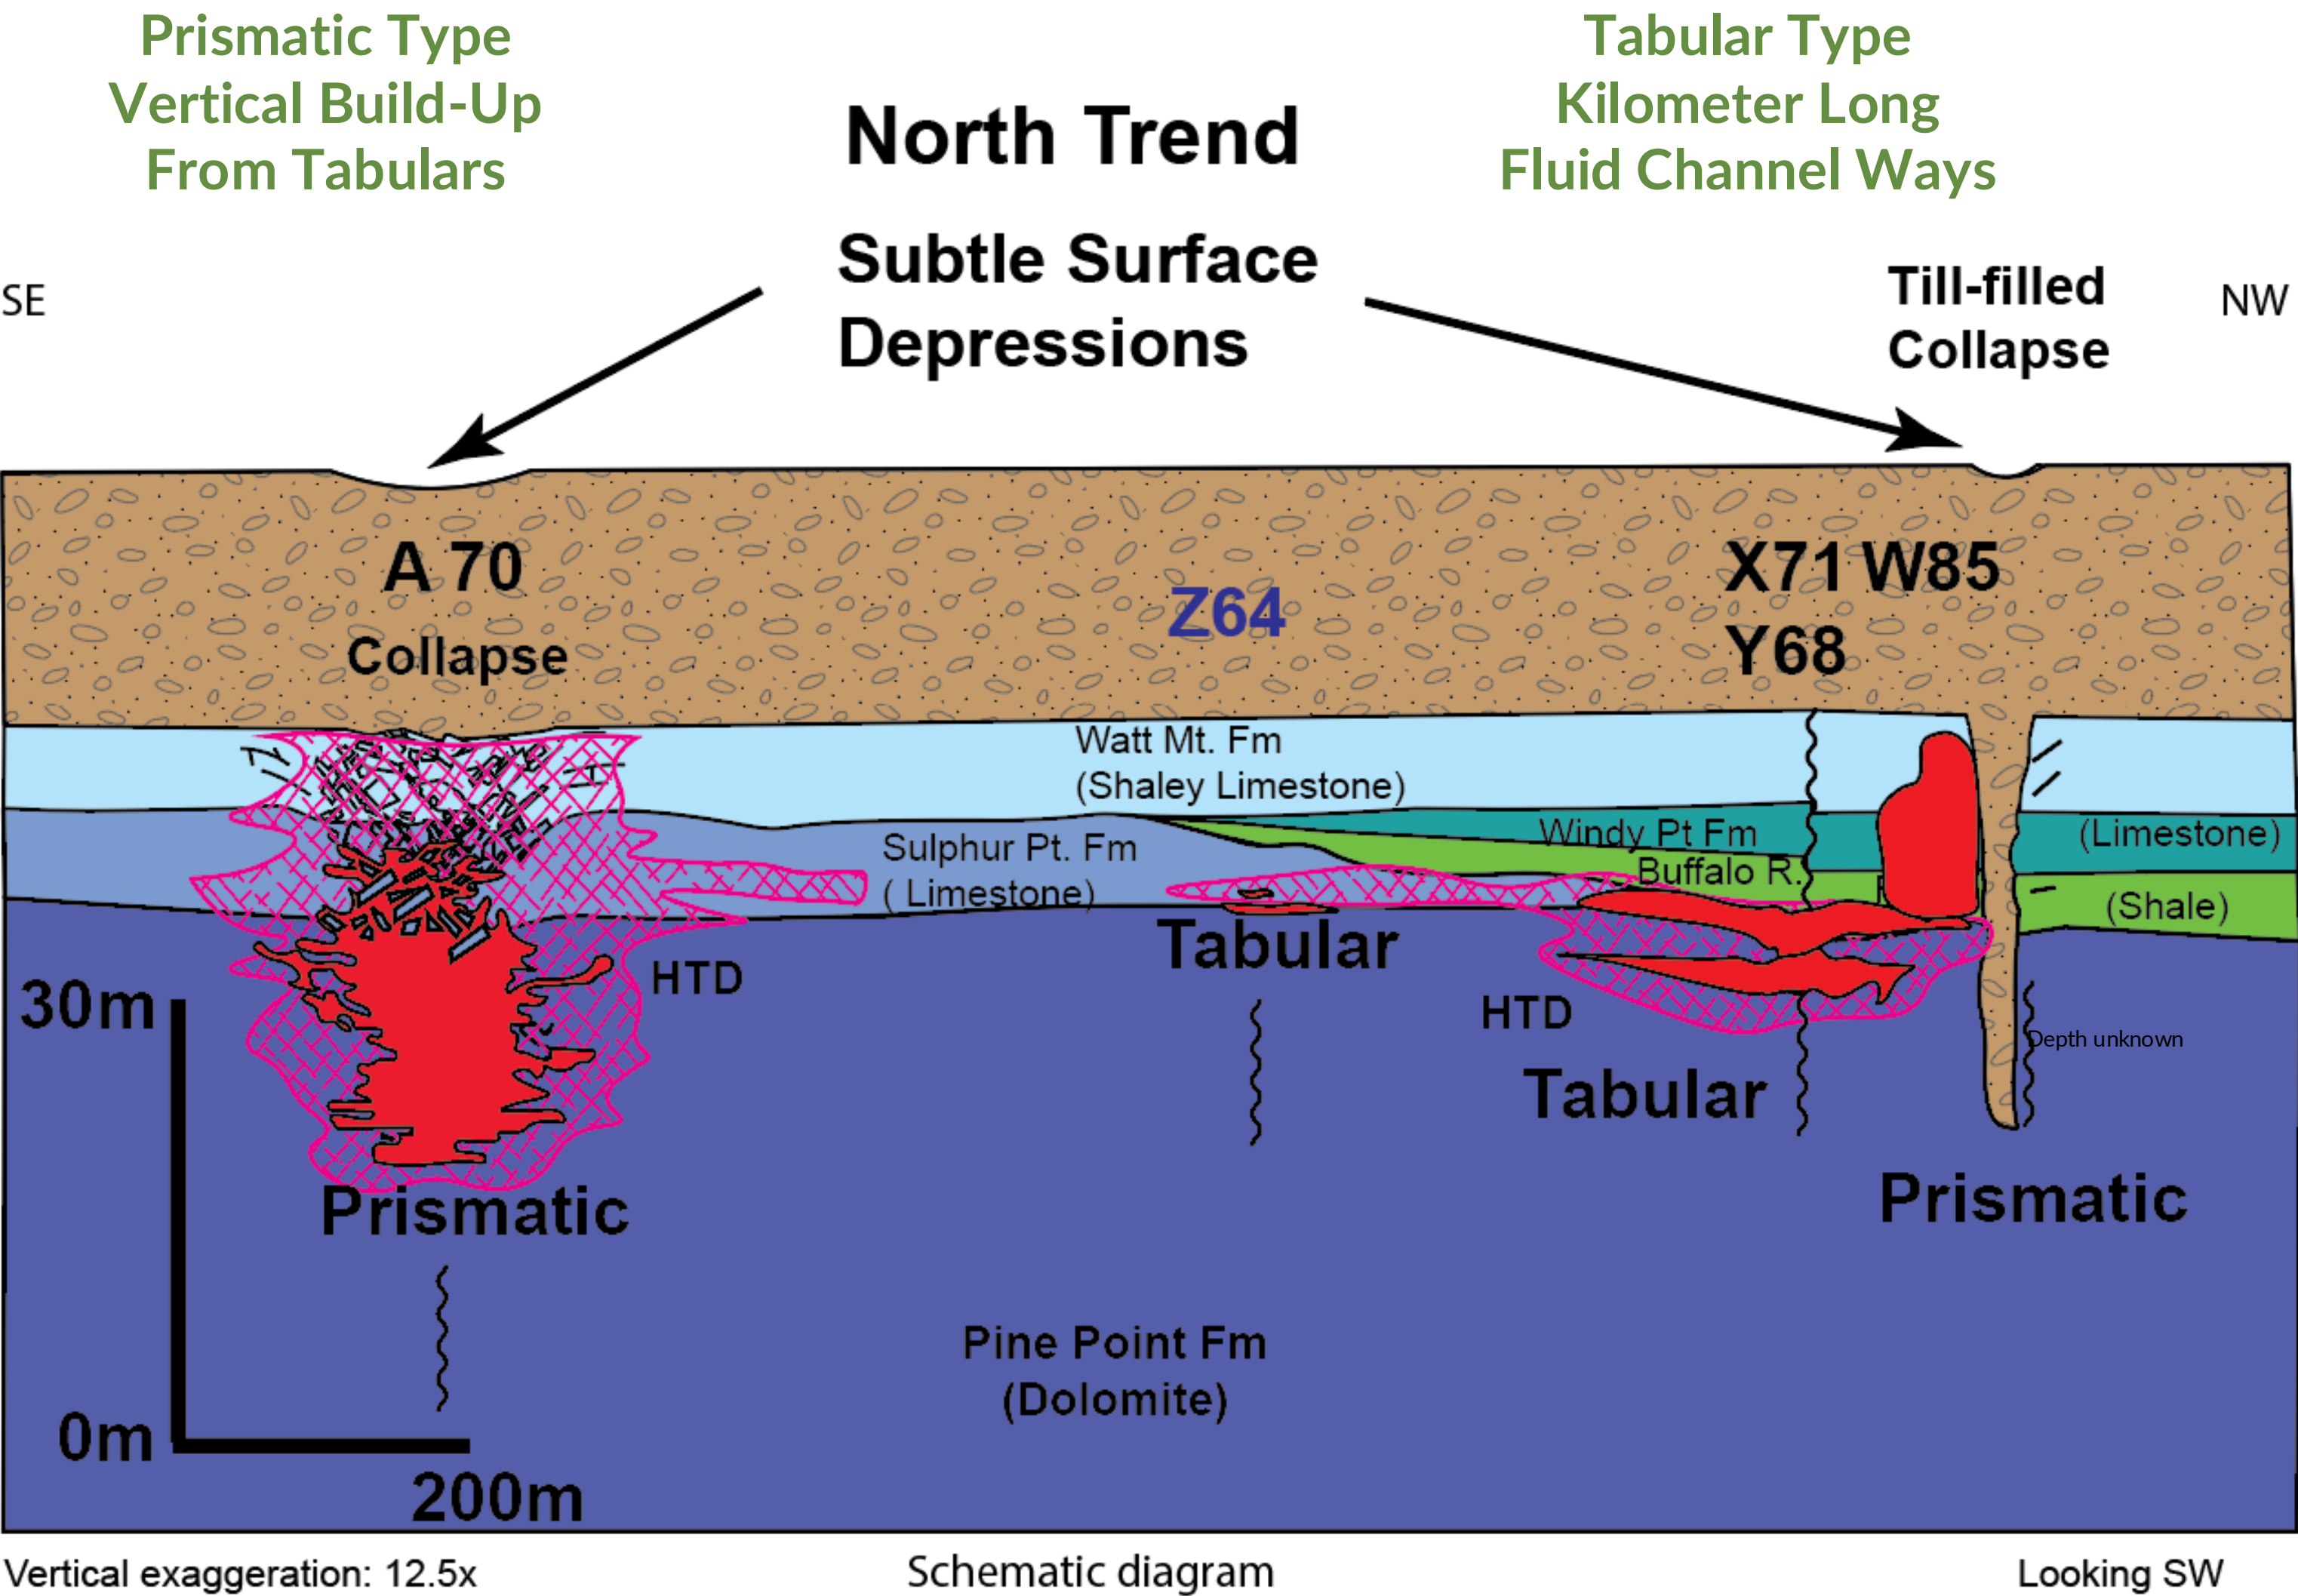 Prismatic Type
Vertical Build-Up
From Tabulars
Tabular Type
Kilometer Long
Fluid Channel Ways
North Trend
Subtle Surface
Depressions
SE
Till-filled
Collapse
NW
A 70
Collapse
Z64
X71 W85
Y68
Watt Mt. Fm
(Shaley Limestone)
Sulphur Pt. Fm
( Limestone)
Windy Pt Fm
Buffalo R.
(Limestone)
(Shale)
Tabular
HTD
HTD
Tabular
Depth unknown
30m
Prismatic
Prismatic
Pine Point Fm
(Dolomite)
0m
200m
Vertical exaggeration: 12.5x
Schematic diagram
Looking SW